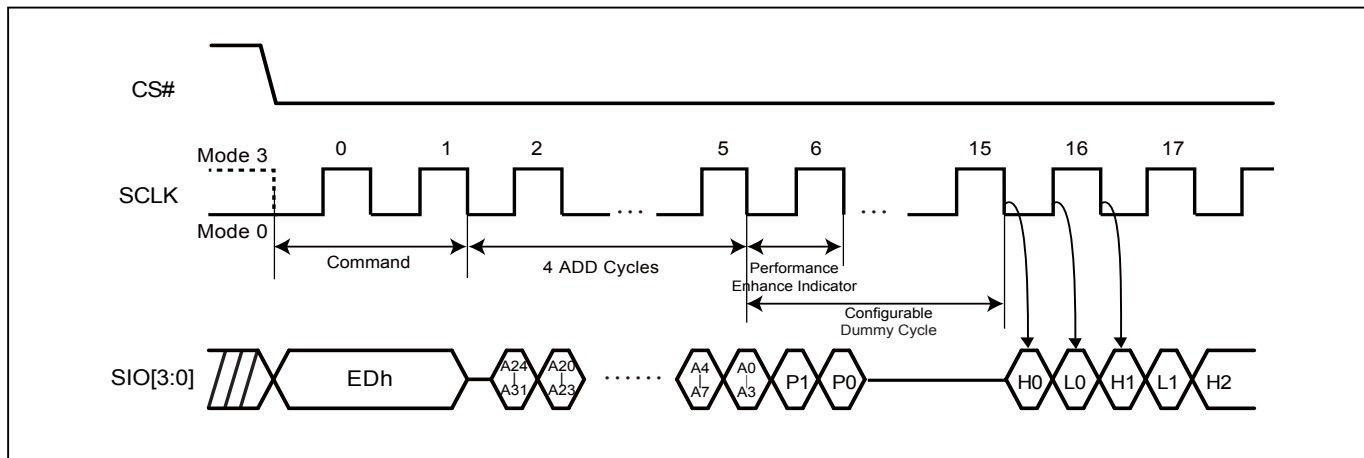 CS#
Mode 3
0 1 2 5 6 15 16 17
SCLK
···
···
Mode 0
Command
4 ADD Cycles
Performance
Enhance Indicator
Configurable
Dummy Cycle
SIO[3:0]
EDh
A24
A31
A20
A23
······
A4
A7
A0
A3
P1
P0
H0
L0
H1
L1
H2